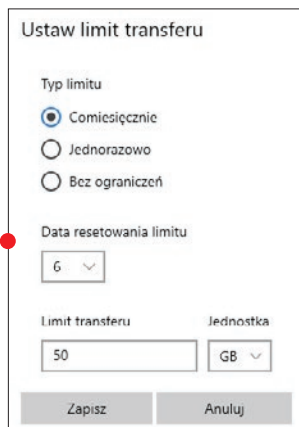 Ustaw limit transferu
Typ limitu
Comiesięcznie
Jednorazowo
Bez ograniczeń
Data resetowania limitu
6
Limit transferu Jednostka
50 GB
Zapisz Anuluj